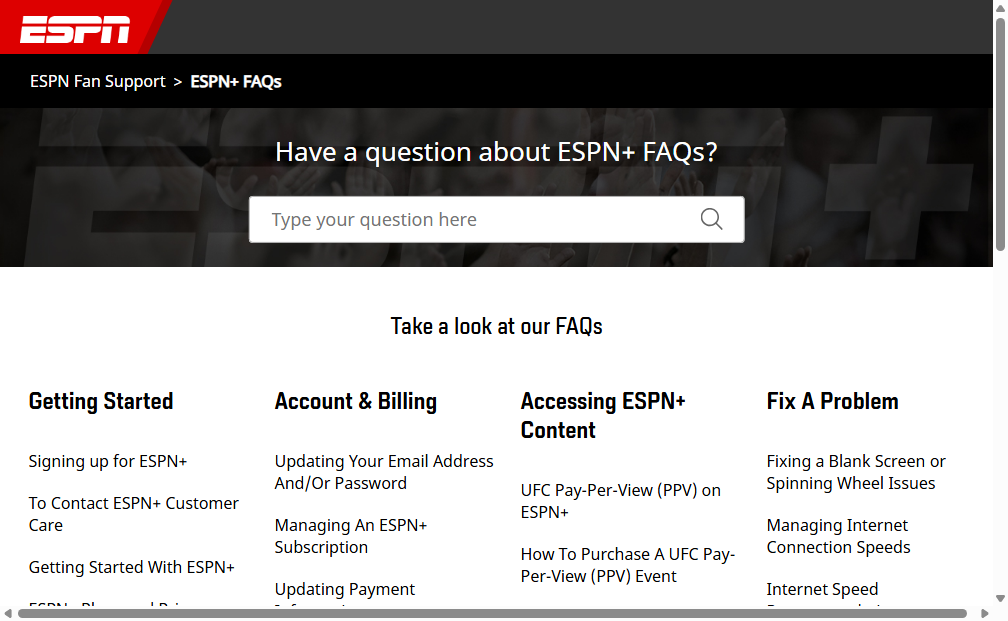 ESPN
ESPN Fan Support > ESPN+ FAQs
Have a question about ESPN+ FAQs?
Type your question here
Take a look at our FAQs
Getting Started
Signing up for ESPN+
To Contact ESPN+ Customer
Care
Getting Started With ESPN+
Account & Billing
Updating Your Email Address
And/Or Password
Managing An ESPN+
Subscription
Updating Payment
Accessing ESPN+
Content
UFC Pay-Per-View (PPV) on
ESPN+
How To Purchase A UFC Pay-
Per-View (PPV) Event
Fix A Problem
Fixing a Blank Screen or
Spinning Wheel Issues
Managing Internet
Connection Speeds
Internet Speed